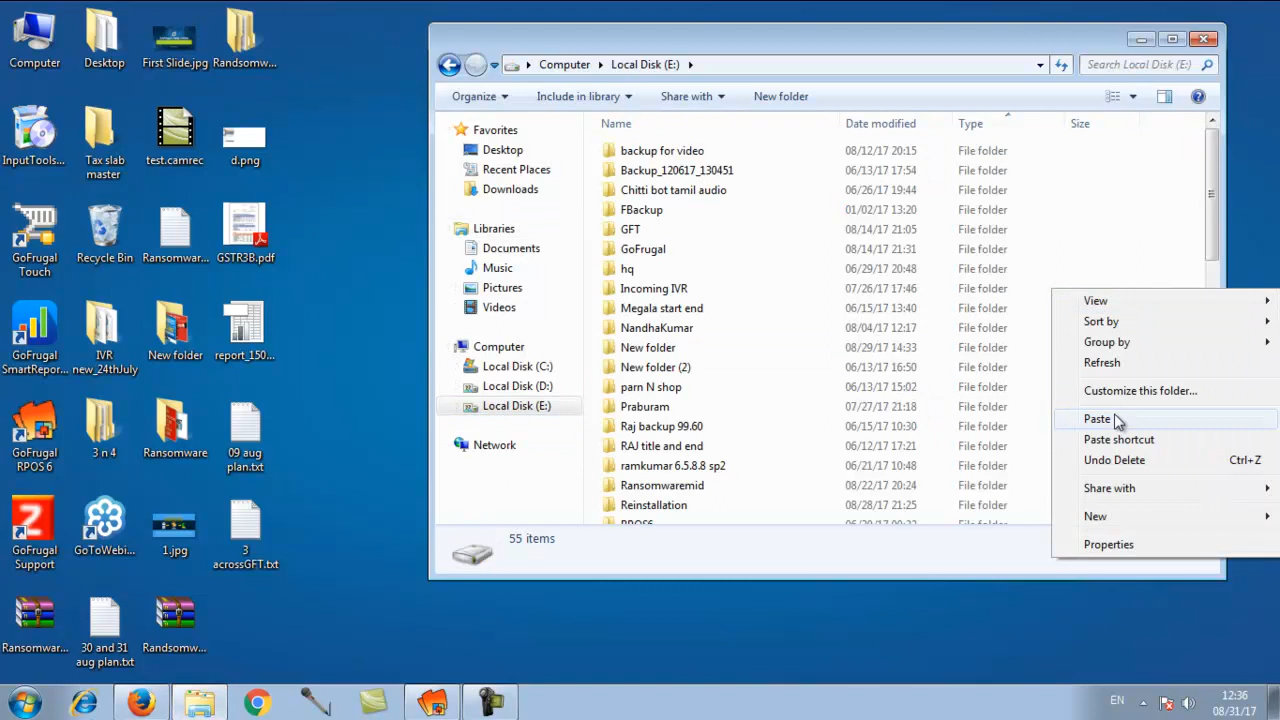 Computer
Desktop
First Slide.jpg
Randsomw...
InputTools...
Tax slab
master
test.camrec
d.png
GoFrugal
Touch
Recycle Bin
Ransomwar...
GSTR3B.pdf
GoFrugal
SmartRepor...
IVR
new_24thJuly
New folder
report_150...
GoFrugal
RPOS 6
3 n 4
Ransomware
09 aug
plan.txt
GoFrugal
Support
GoToWebi...
1.jpg
3
acrossGFT.txt
Ransomwar...
30 and 31
aug plan.txt
Randsomw...
Computer
Local Disk (E:)
Search Local Disk (E:)
Organize
Include in library
Share with
New folder
Favorites
Desktop
Recent Places
Downloads
Libraries
Documents
Music
Pictures
Videos
Computer
Local Disk (C:)
Local Disk (D:)
Local Disk (E:)
Network
Name Date modified Type Size
backup for video 08/12/17 20:15 File folder
Backup_120617_130451 06/13/17 17:54 File folder
Chitti bot tamil audio 06/26/17 19:44 File folder
FBackup 01/02/17 13:20 File folder
GFT 08/14/17 21:05 File folder
GoFrugal 08/14/17 21:31 File folder
hq 06/29/17 20:48 File folder
Incoming IVR 07/26/17 17:46 File folder
Megala start end 06/15/17 13:40 File folder
NandhaKumar 08/04/17 12:17 File folder
New folder 08/29/17 14:33 File folder
New folder (2) 06/13/17 16:50 File folder
parn N shop 06/13/17 15:02 File folder
Praburam 07/27/17 21:18 File folder
Raj backup 99.60 06/15/17 10:30 File folder
RAJ title and end 06/12/17 17:21 File folder
ramkumar 6.5.8.8 sp2 06/21/17 10:48 File folder
Ransomwaremid 08/22/17 20:24 File folder
Reinstallation 08/28/17 21:25 File folder
55 items
View
Sort by
Group by
Refresh
Customize this folder...
Paste
Paste shortcut
Undo Delete Ctrl+Z
Share with
New
Properties
EN
12:36
08/31/17